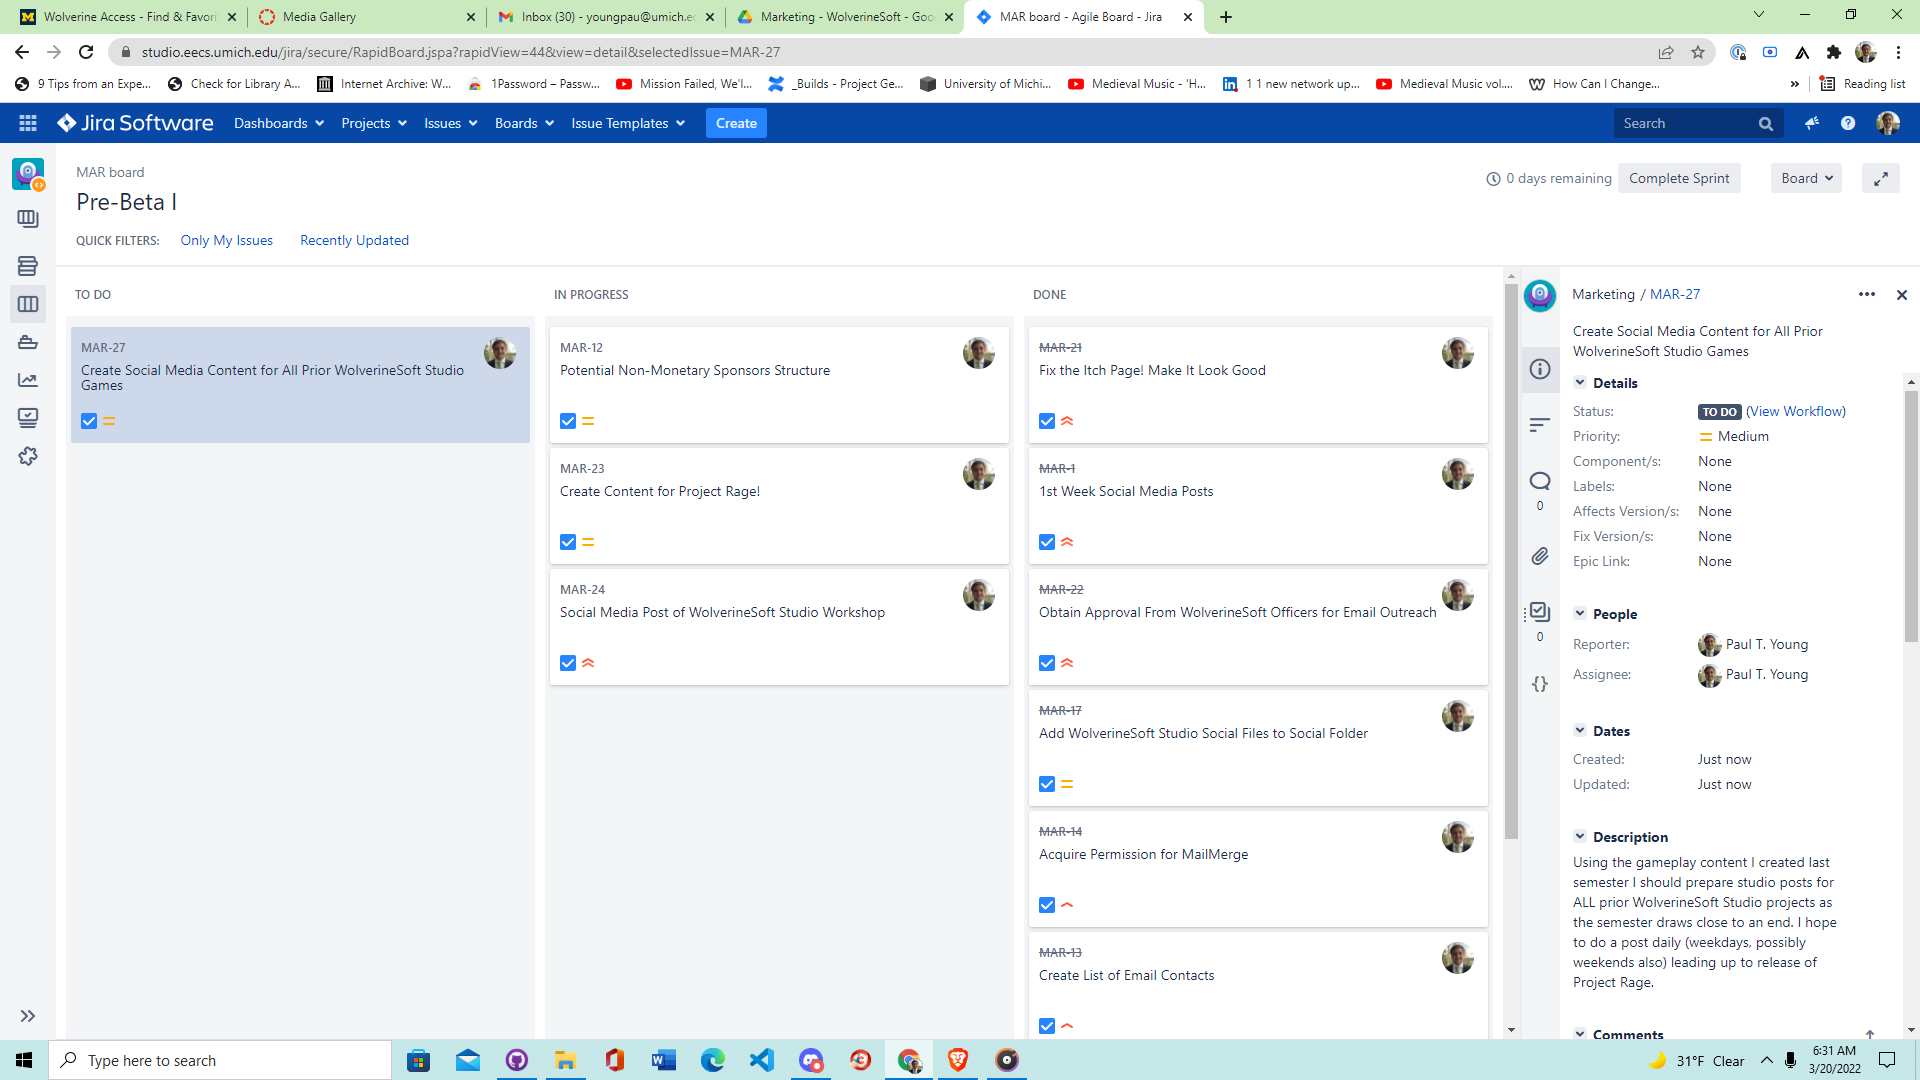 Wolverine Access - Find & Favorit
Media Gallery
Inbox (30) - youngpau@umich.ed
Marketing - WolverineSoft - Goo
MAR board - Agile Board - Jira
studio.eecs.umich.edu/jira/secure/RapidBoard.jspa?rapidView=44&view=detail&selectedIssue=MAR-27
9 Tips from an Expe...
Check for Library A...
Internet Archive: W...
1Password – Passw...
Mission Failed, We'l...
_Builds - Project Ge...
University of Michi...
Medieval Music - 'H...
1 1 new network up...
Medieval Music vol....
How Can I Change...
»
Reading list
Jira Software
Dashboards
Projects
Issues
Boards
Issue Templates
Create
Search
MAR board
Pre-Beta I
0 days remaining
Complete Sprint
Board
QUICK FILTERS:
Only My Issues
Recently Updated
TO DO
MAR-27
Create Social Media Content for All Prior WolverineSoft Studio
Games
IN PROGRESS
MAR-12
Potential Non-Monetary Sponsors Structure
MAR-23
Create Content for Project Rage!
MAR-24
Social Media Post of WolverineSoft Studio Workshop
DONE
MAR-21
Fix the Itch Page! Make It Look Good
MAR-1
1st Week Social Media Posts
MAR-22
Obtain Approval From WolverineSoft Officers for Email Outreach
MAR-17
Add WolverineSoft Studio Social Files to Social Folder
MAR-14
Acquire Permission for MailMerge
MAR-13
Create List of Email Contacts
0
0
Marketing / MAR-27
Create Social Media Content for All Prior
WolverineSoft Studio Games
Details
Status: TO DO (View Workflow)
Priority: Medium
Component/s: None
Labels: None
Affects Version/s: None
Fix Version/s: None
Epic Link: None
People
Reporter: Paul T. Young
Assignee: Paul T. Young
Dates
Created: Just now
Updated: Just now
Description
Using the gameplay content I created last
semester I should prepare studio posts for
ALL prior WolverineSoft Studio projects as
the semester draws close to an end. I hope
to do a post daily (weekdays, possibly
weekends also) leading up to release of
Project Rage.
Comments
Type here to search
31°F Clear
6:31 AM
3/20/2022